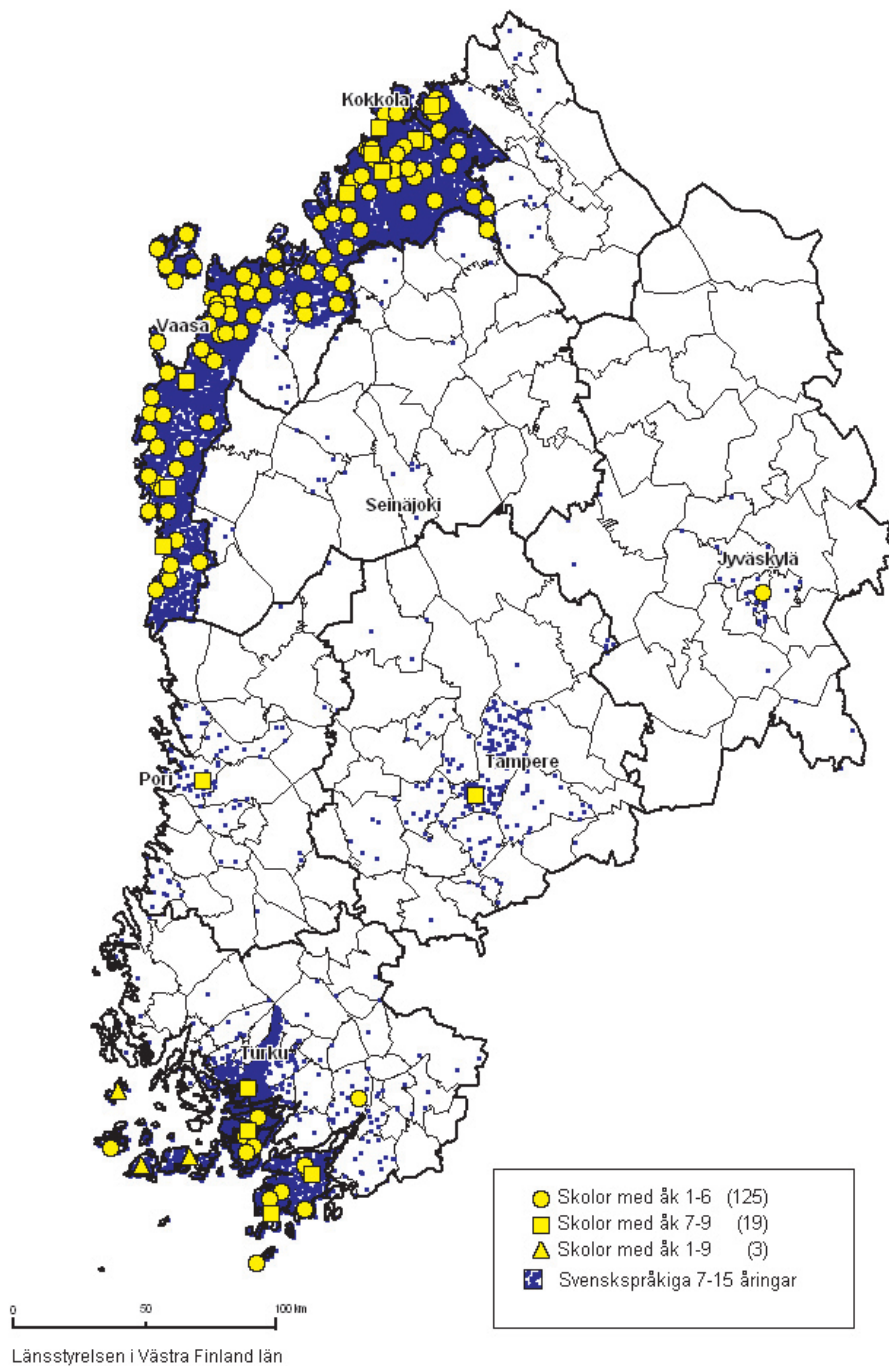 Kokkola
Vaasa
Seinäjoki
Jyväskylä
Pori
Tampere
Turku
Skolor med åk 1-6 (125)
Skolor med åk 7-9 (19)
Skolor med åk 1-9 (3)
Svenskspråkiga 7-15 åringar
0 50 100 km
Länsstyrelsen i Västra Finland län